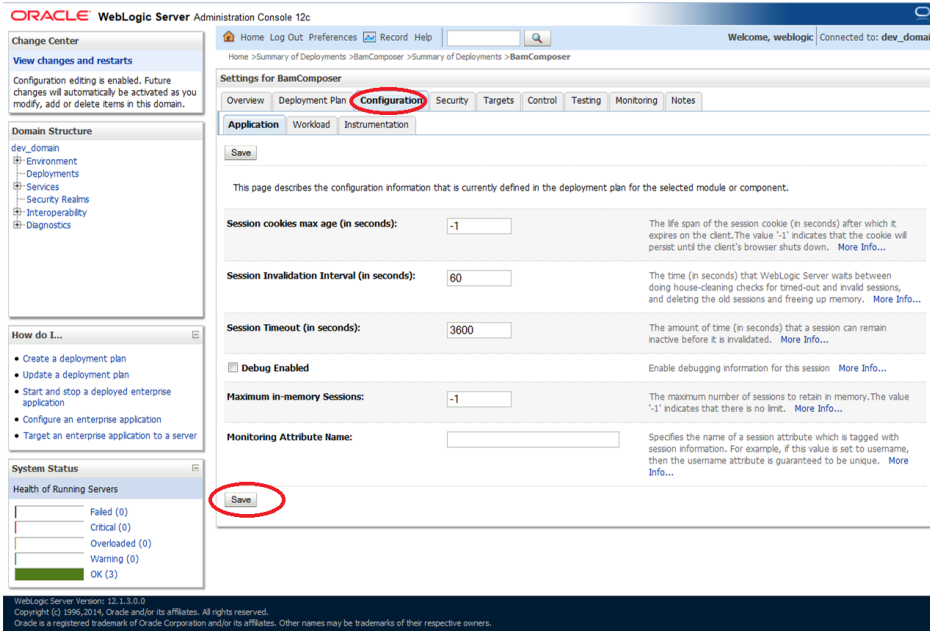 ORACLE WebLogic Server Administration Console 12c
Change Center
View changes and restarts
Configuration editing is enabled. Future
changes will automatically be activated as you
modify, add or delete items in this domain.
Domain Structure
dev_domain
Environment
Deployments
Services
Security Realms
Interoperability
Diagnostics
How do I...
Create a deployment plan
Update a deployment plan
Start and stop a deployed enterprise
application
Configure an enterprise application
Target an enterprise application to a server
System Status
Health of Running Servers
Failed (0)
Critical (0)
Overloaded (0)
Warning (0)
OK (3)
Home Log Out Preferences Record Help
Welcome, weblogic Connected to: dev_domai
Home >Summary of Deployments >BamComposer >Summary of Deployments >BamComposer
Settings for BamComposer
Overview Deployment Plan Configuration Security Targets Control Testing Monitoring Notes
Application Workload Instrumentation
Save
This page describes the configuration information that is currently defined in the deployment plan for the selected module or component.
Session cookies max age (in seconds):
-1
The life span of the session cookie (in seconds) after which it
expires on the client.The value '-1' indicates that the cookie will
persist until the client's browser shuts down. More Info...
Session Invalidation Interval (in seconds):
60
The time (in seconds) that WebLogic Server waits between
doing house-cleaning checks for timed-out and invalid sessions,
and deleting the old sessions and freeing up memory. More Info...
Session Timeout (in seconds):
3600
The amount of time (in seconds) that a session can remain
inactive before it is invalidated. More Info...
Debug Enabled
Enable debugging information for this session More Info...
Maximum in-memory Sessions:
-1
The maximum number of sessions to retain in memory.The value
'-1' indicates that there is no limit. More Info...
Monitoring Attribute Name:
Specifies the name of a session attribute which is tagged with
session information. For example, if this value is set to username,
then the username attribute is guaranteed to be unique. More
Info...
Save
WebLogic Server Version: 12.1.3.0.0
Copyright (c) 1996,2014, Oracle and/or its affiliates. All rights reserved.
Oracle is a registered trademark of Oracle Corporation and/or its affiliates. Other names may be trademarks of their respective owners.